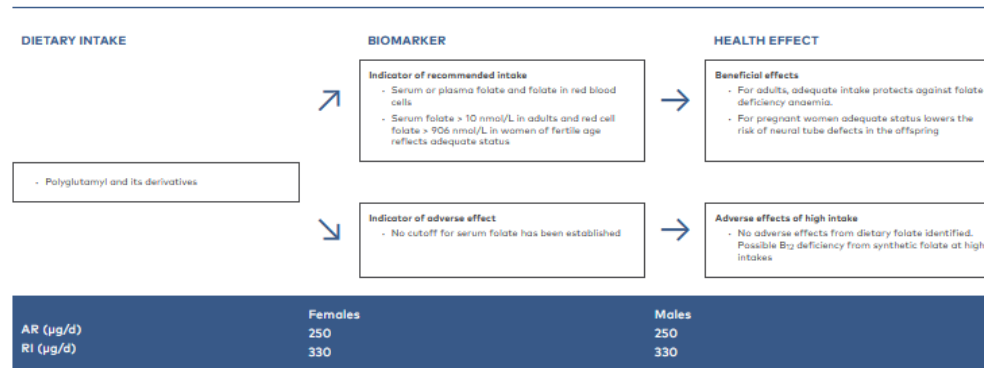 DIETARY INTAKE
BIOMARKER
HEALTH EFFECT
Indicator of recommended intake
- Serum or plasma folate and folate in red blood
cells
- Serum folate > 10 nmol/L in adults and red cell
folate > 906 nmol/L in women of fertile age
reflects adequate status
Beneficial effects
- For adults, adequate intake protects against folate
deficiency anaemia.
- For pregnant women adequate status lowers the
risk of neural tube defects in the offspring
- Polyglutamyl and its derivatives
Indicator of adverse effect
- No cutoff for serum folate has been established
Adverse effects of high intake
- No adverse effects from dietary folate identified.
Possible B₁₂ deficiency from synthetic folate at high
intakes
Females
Males
AR (µg/d)
250
250
RI (µg/d)
330
330